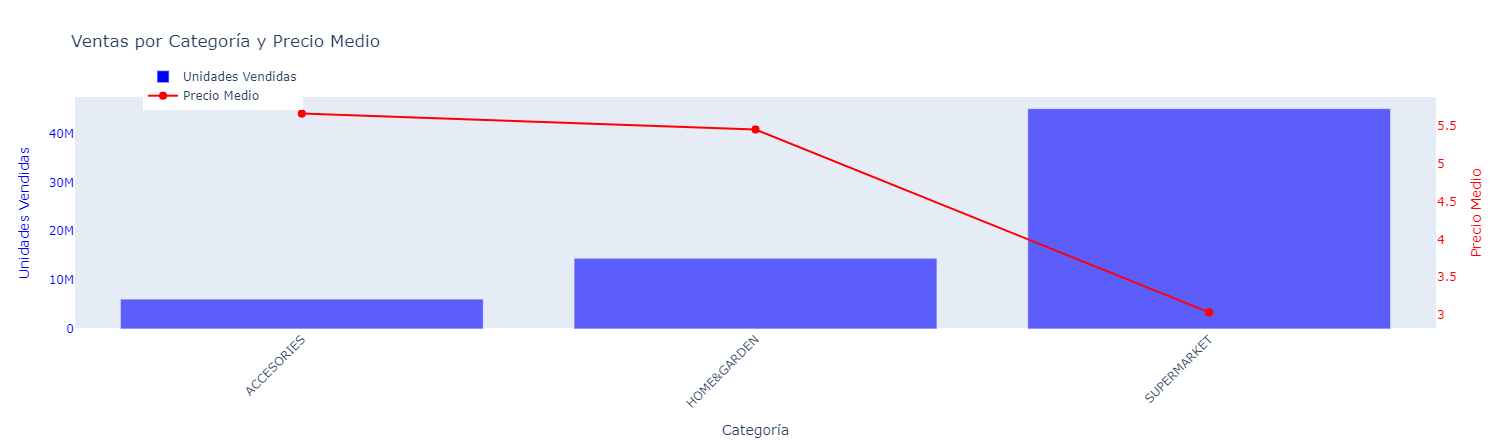 Ventas por Categoría y Precio Medio
Unidades Vendidas
Precio Medio
Unidades Vendidas
40M
30M
20M
10M
0
5.5
5
4.5
4
3.5
3
Precio Medio
ACCESORIES
HOME&GARDEN
SUPERMARKET
Categoría